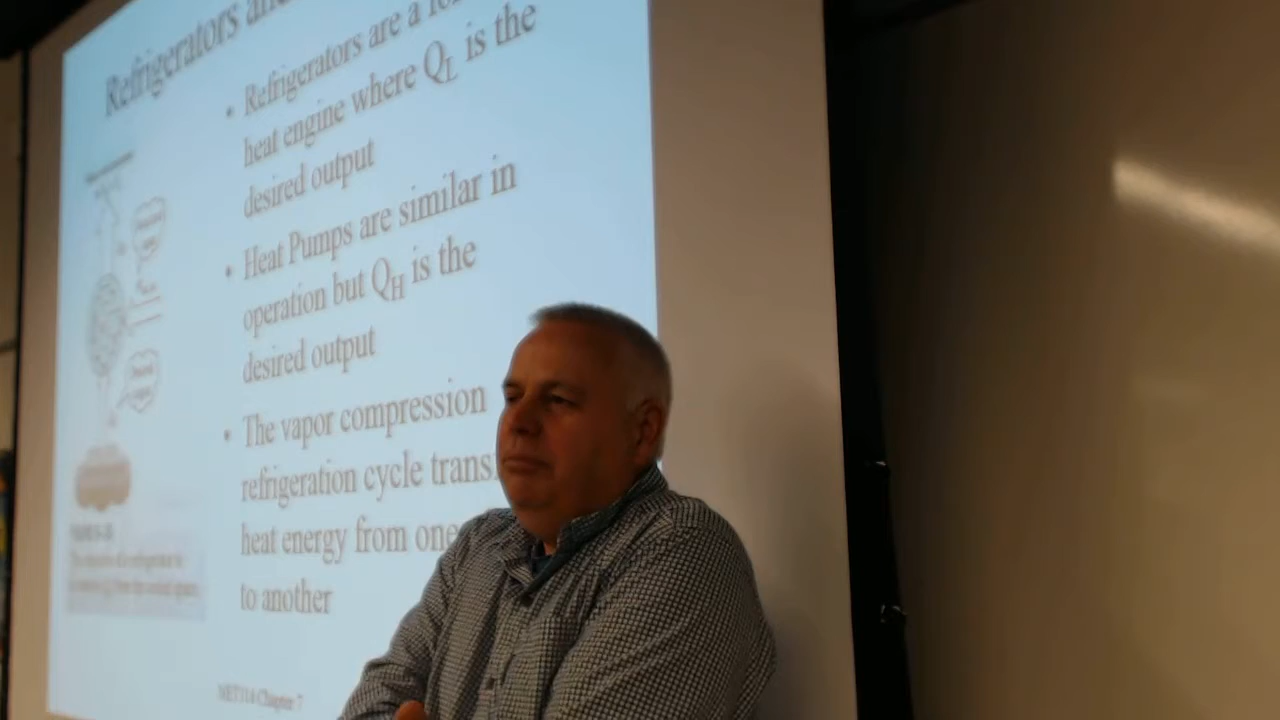 Refrigerators and
• Refrigerators are a
heat engine where QL is the
desired output
• Heat Pumps are similar in
operation but QH is the
desired output
• The vapor compression
refrigeration cycle trans
heat energy from one
to another
Chapter 7